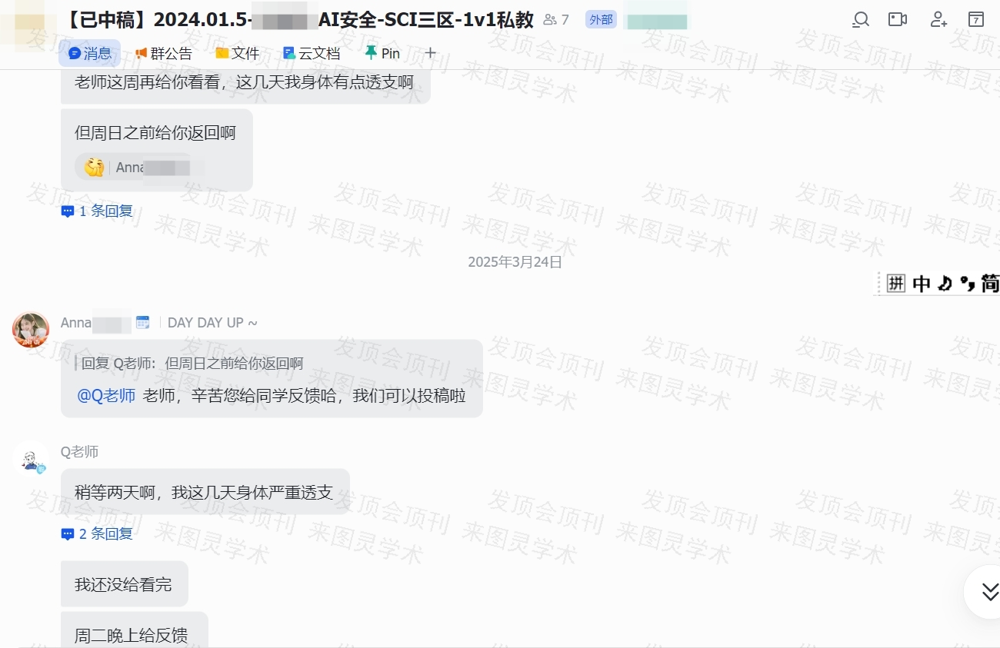 【已中稿】2024.01.5- AI安全-SCI三区-1v1私教 7 外部
消息 群公告 文件 云文档 Pin
老师这周再给你看看，这几天我身体有点透支啊
但周日之前给你返回啊
Anna
1 条回复
2025年3月24日
拼 中 简
Anna DAY DAY UP ~
回复 Q老师: 但周日之前给你返回啊
@Q老师 老师，辛苦您给同学反馈哈，我们可以投稿啦
Q老师
稍等两天啊，我这几天身体严重透支
2 条回复
我还没给看完
周二晚上给反馈
发顶会顶刊
来图灵学术